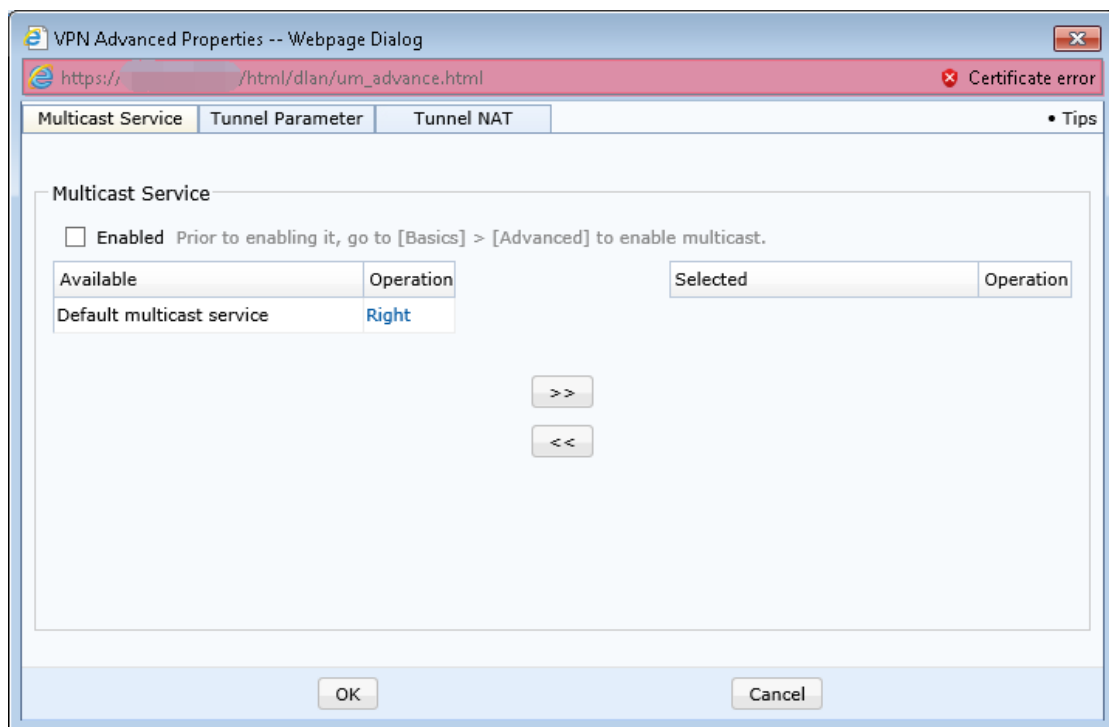 VPN Advanced Properties -- Webpage Dialog
https:// /html/dlan/um_advance.html Certificate error
Multicast Service Tunnel Parameter Tunnel NAT • Tips
Multicast Service
Enabled Prior to enabling it, go to [Basics] > [Advanced] to enable multicast.
Available Operation Selected Operation
Default multicast service Right
>>
<<
OK Cancel